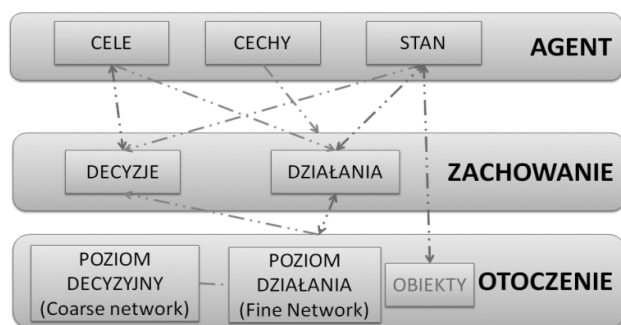 CELE CECHY STAN AGENT
DECYZJE DZIAŁANIA ZACHOWANIE
POZIOM
DECYZYJNY
(Coarse network)
POZIOM
DZIAŁANIA
(Fine Network)
OBIEKTY OTOCZENIE